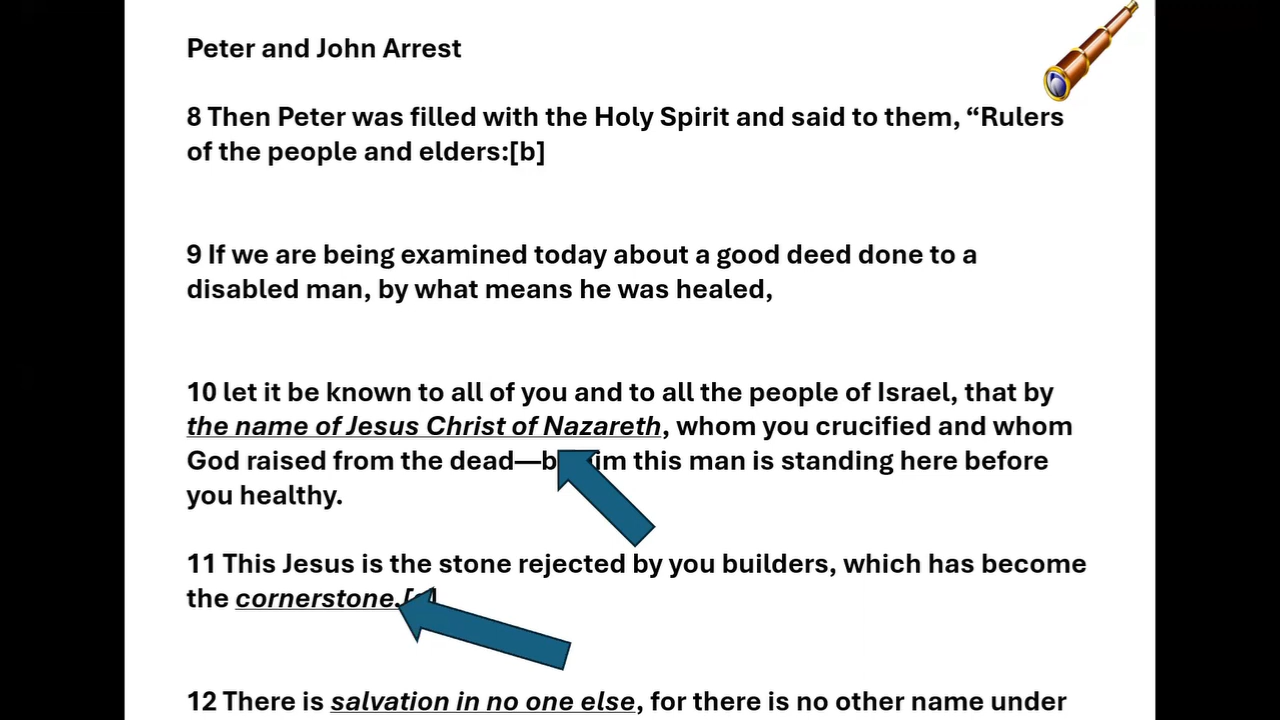 Peter and John Arrest
8 Then Peter was filled with the Holy Spirit and said to them, “Rulers
of the people and elders:[b]
9 If we are being examined today about a good deed done to a
disabled man, by what means he was healed,
10 let it be known to all of you and to all the people of Israel, that by
the name of Jesus Christ of Nazareth, whom you crucified and whom
God raised from the dead— this man is standing here before
you healthy.
11 This Jesus is the stone rejected by you builders, which has become
the cornerstone.
12 There is salvation in no one else, for there is no other name under